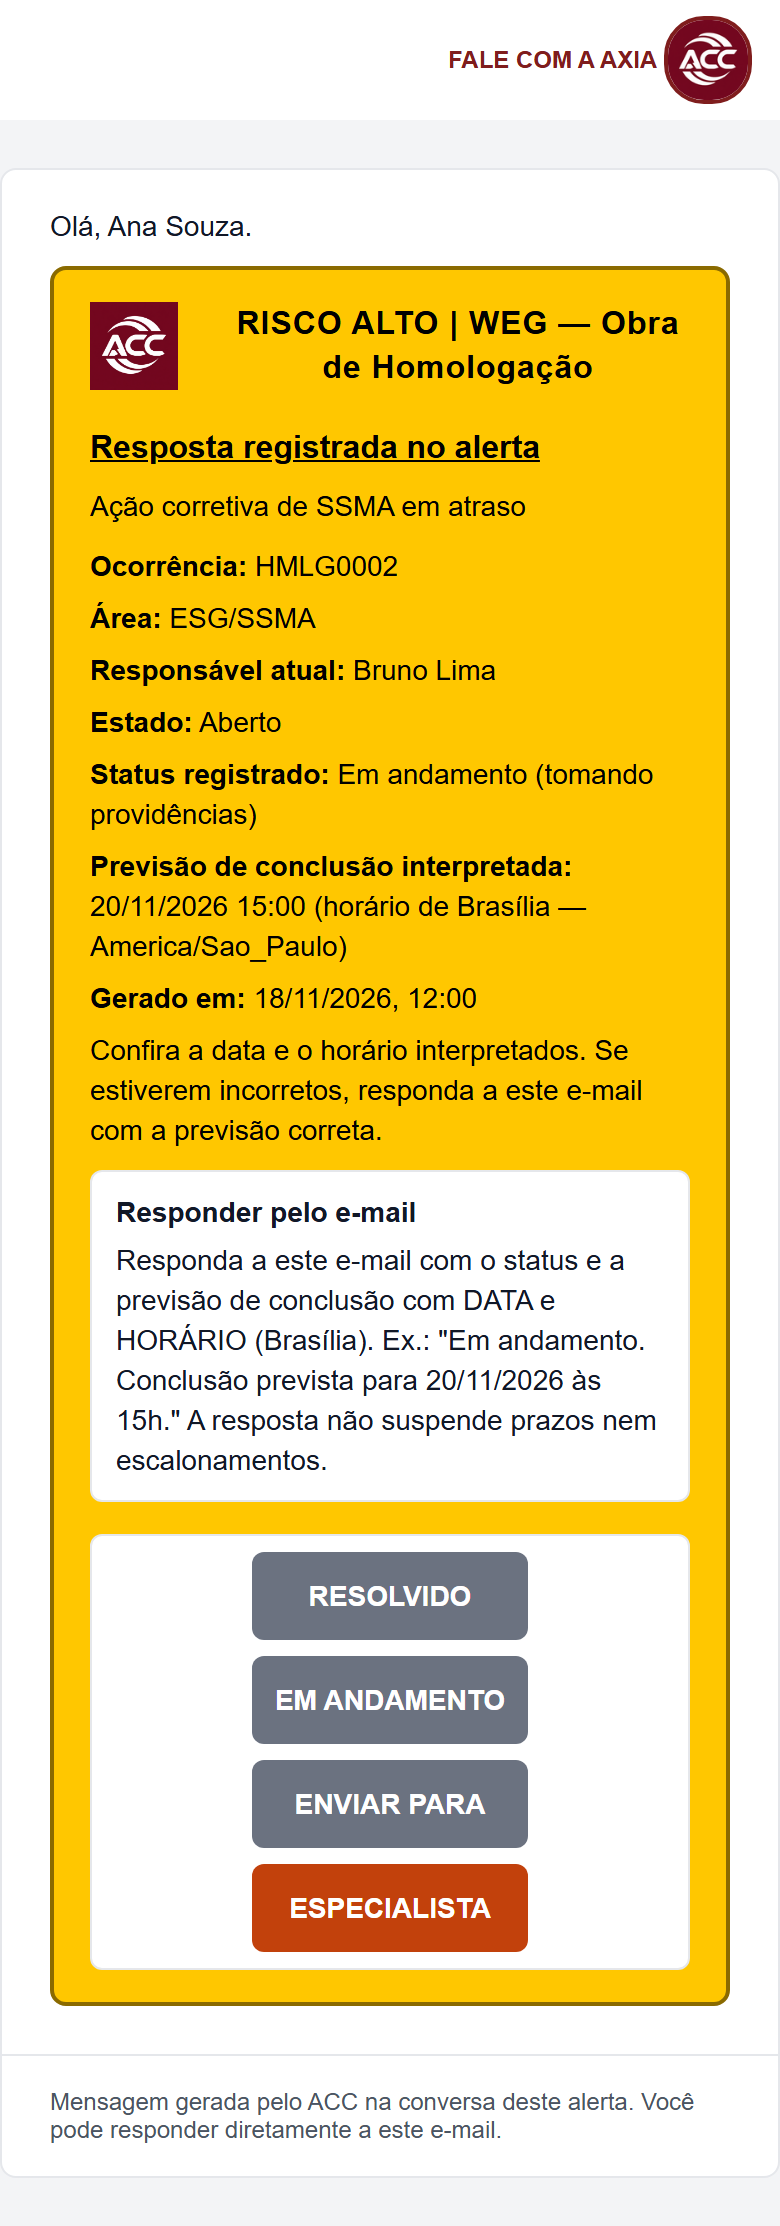 FALE COM A AXIA
ACC
Olá, Ana Souza.
ACC
RISCO ALTO | WEG — Obra
de Homologação
Resposta registrada no alerta
Ação corretiva de SSMA em atraso
Ocorrência: HMLG0002
Área: ESG/SSMA
Responsável atual: Bruno Lima
Estado: Aberto
Status registrado: Em andamento (tomando
providências)
Previsão de conclusão interpretada:
20/11/2026 15:00 (horário de Brasília —
America/Sao_Paulo)
Gerado em: 18/11/2026, 12:00
Confira a data e o horário interpretados. Se
estiverem incorretos, responda a este e-mail
com a previsão correta.
Responder pelo e-mail
Responda a este e-mail com o status e a
previsão de conclusão com DATA e
HORÁRIO (Brasília). Ex.: "Em andamento.
Conclusão prevista para 20/11/2026 às
15h." A resposta não suspende prazos nem
escalonamentos.
RESOLVIDO
EM ANDAMENTO
ENVIAR PARA
ESPECIALISTA
Mensagem gerada pelo ACC na conversa deste alerta. Você
pode responder diretamente a este e-mail.